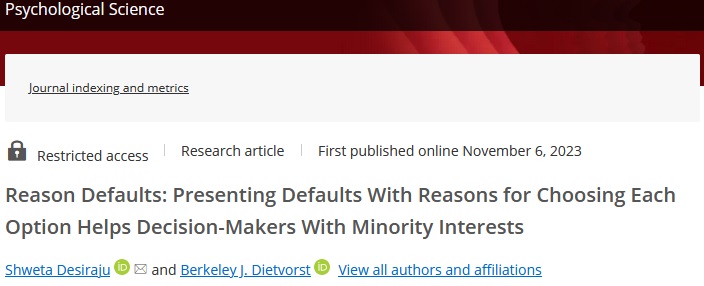 Psychological Science
Journal indexing and metrics
Restricted access
Research article
First published online November 6, 2023
Reason Defaults: Presenting Defaults With Reasons for Choosing Each
Option Helps Decision-Makers With Minority Interests
Shweta Desiraju iD and Berkeley J. Dietvorst iD View all authors and affiliations